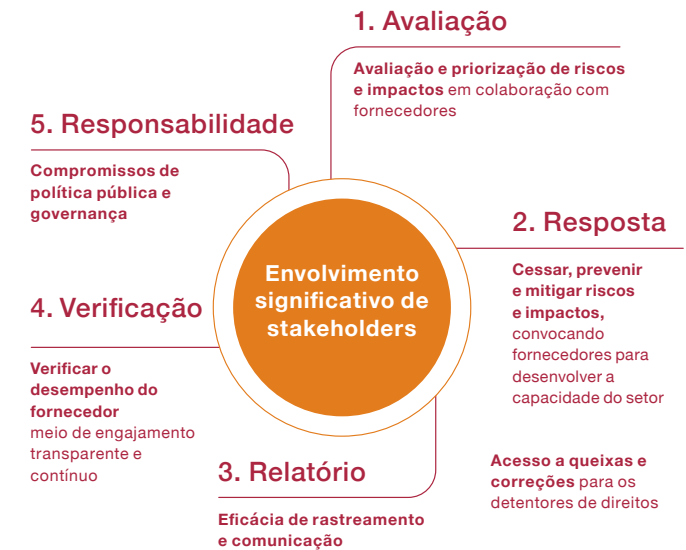 1. Avaliação
Avaliação e priorização de riscos
e impactos em colaboração com
fornecedores
2. Resposta
Cessar, prevenir
e mitigar riscos
e impactos,
convocando
fornecedores para
desenvolver a
capacidade do setor
Acesso a queixas e
correções para os
detentores de direitos
3. Relatório
Eficácia de rastreamento
e comunicação
4. Verificação
Verificar o
desempenho do
fornecedor
meio de engajamento
transparente e
contínuo
5. Responsabilidade
Compromissos de
política pública e
governança
Envolvimento
significativo de
stakeholders